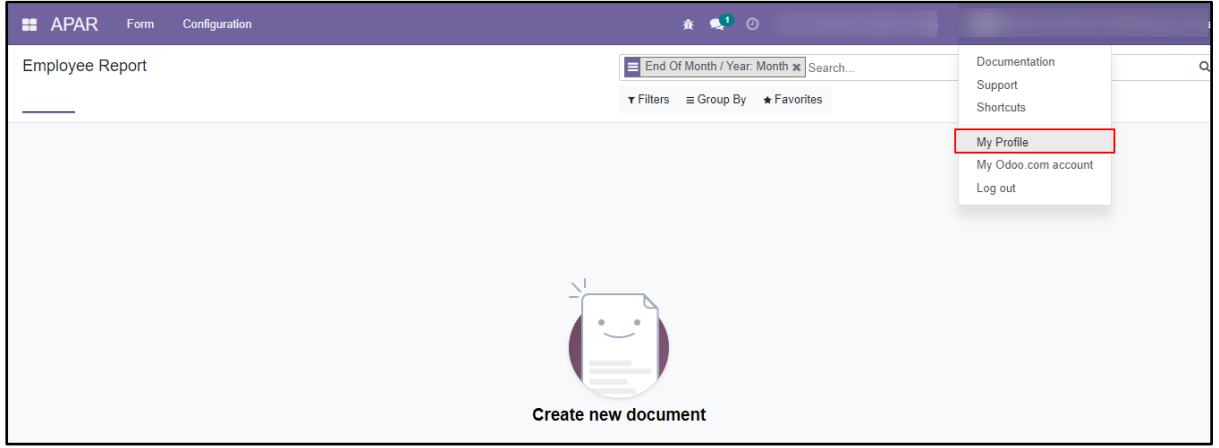 APAR Form Configuration 1
Employee Report
End Of Month / Year: Month × Search...
Filters Group By Favorites
Documentation
Support
Shortcuts
My Profile
My Odoo.com account
Log out
Create new document